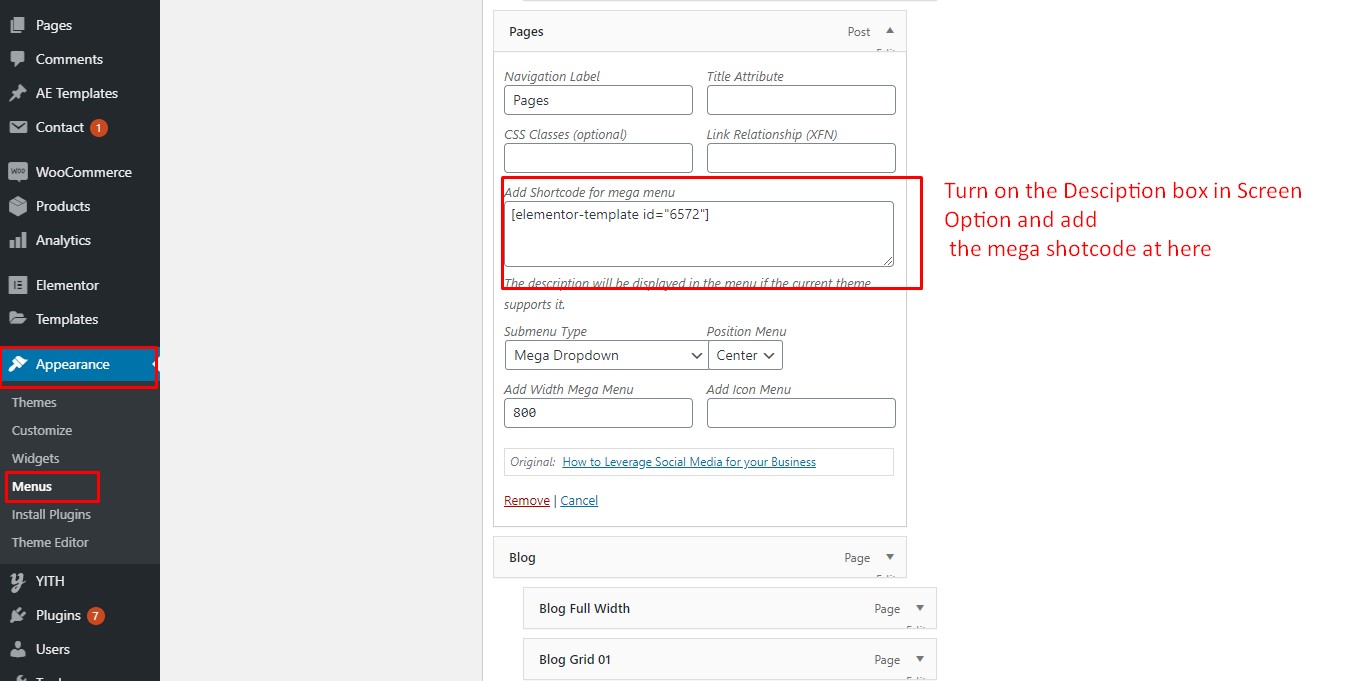 Pages
Comments
AE Templates
Contact 1
WooCommerce
Products
Analytics
Elementor
Templates
Appearance
Themes
Customize
Widgets
Menus
Install Plugins
Theme Editor
YITH
Plugins 7
Users
Pages Post
Navigation Label Title Attribute
Pages
CSS Classes (optional) Link Relationship (XFN)
Add Shortcode for mega menu
[elementor-template id="6572"]
The description will be displayed in the menu if the current theme
supports it.
Submenu Type Position Menu
Mega Dropdown Center
Add Width Mega Menu Add Icon Menu
800
Original: How to Leverage Social Media for your Business
Remove | Cancel
Blog Page
Blog Full Width Page
Blog Grid 01 Page
Turn on the Desciption box in Screen
Option and add
the mega shotcode at here